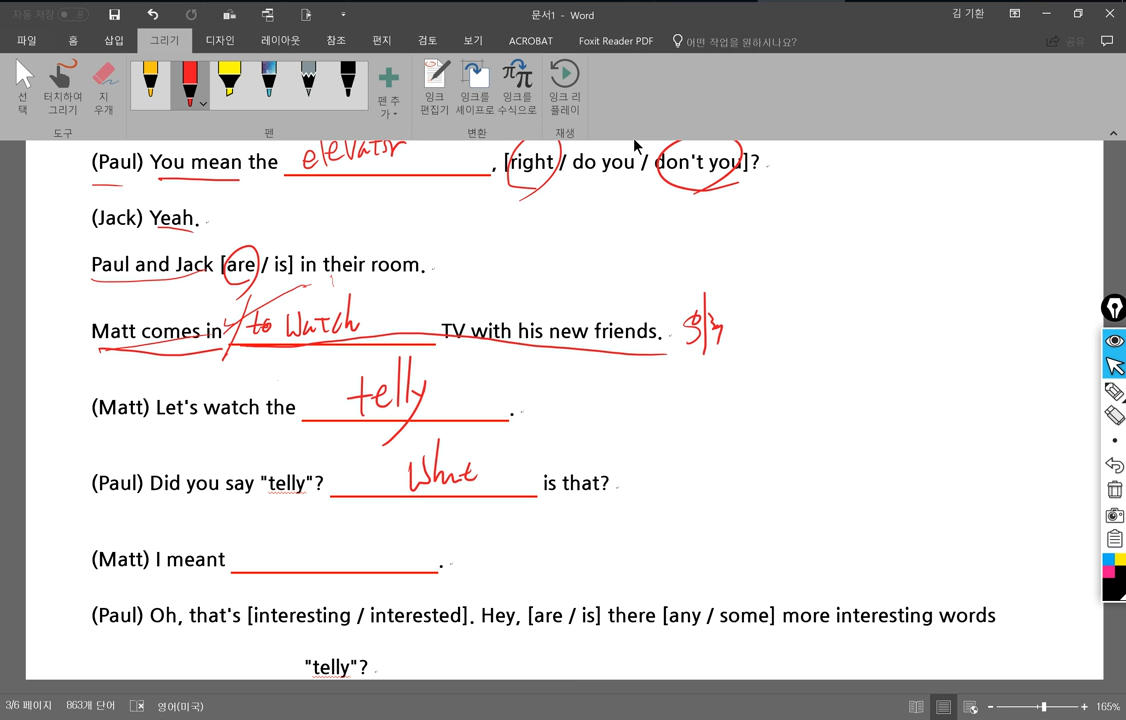 자동 저장
문서1 - Word
김 기환
파일 홈 삽입 그리기 디자인 레이아웃 참조 편지 검토 보기 ACROBAT Foxit Reader PDF 어떤 작업을 원하시나요? 공유
선택 터치하여 그리기 지우개 펜 추가 잉크 편집기 잉크를 셰이프로 잉크를 수식으로 잉크 리플레이
도구 펜 변환 재생
(Paul) You mean the elevator, [right / do you / don't you]?
(Jack) Yeah.
Paul and Jack [are / is] in their room.
Matt comes in to watch TV with his new friends.
(Matt) Let's watch the telly.
(Paul) Did you say "telly"? What is that?
(Matt) I meant .
(Paul) Oh, that's [interesting / interested]. Hey, [are / is] there [any / some] more interesting words
"telly"?
3/6 페이지 863개 단어 영어(미국) 165%